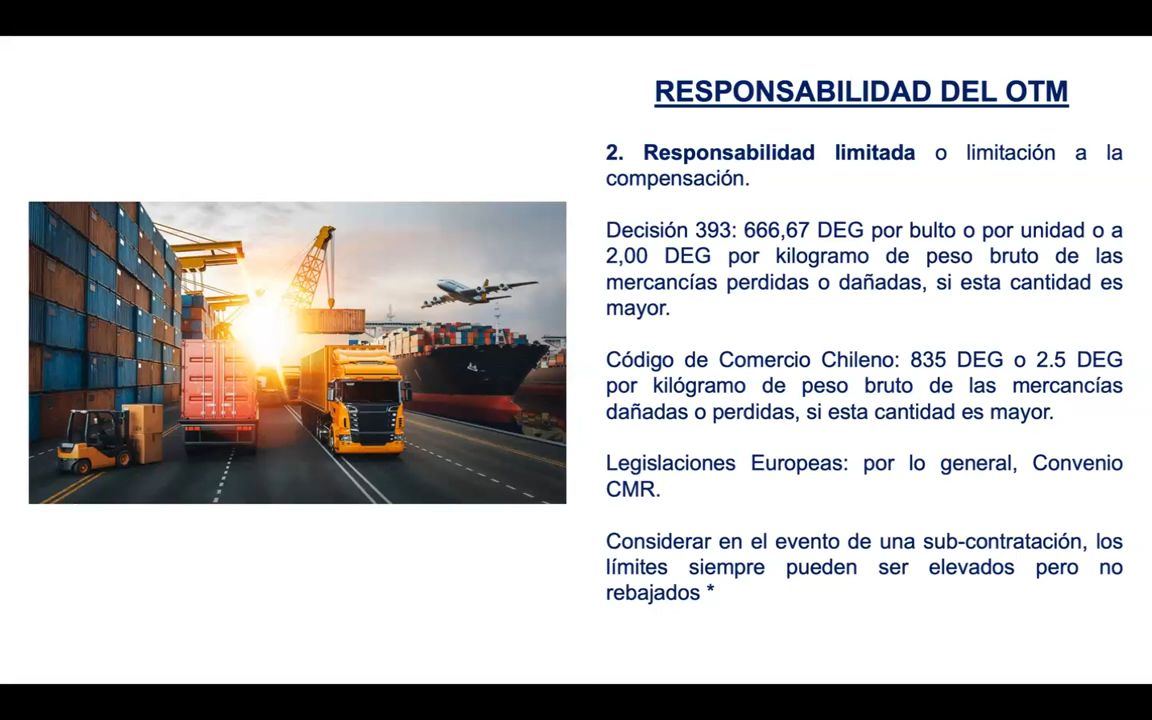 RESPONSABILIDAD DEL OTM
2. Responsabilidad limitada o limitación a la
compensación.
Decisión 393: 666,67 DEG por bulto o por unidad o a
2,00 DEG por kilogramo de peso bruto de las
mercancías perdidas o dañadas, si esta cantidad es
mayor.
Código de Comercio Chileno: 835 DEG o 2.5 DEG
por kilógramo de peso bruto de las mercancías
dañadas o perdidas, si esta cantidad es mayor.
Legislaciones Europeas: por lo general, Convenio
CMR.
Considerar en el evento de una sub-contratación, los
límites siempre pueden ser elevados pero no
rebajados *